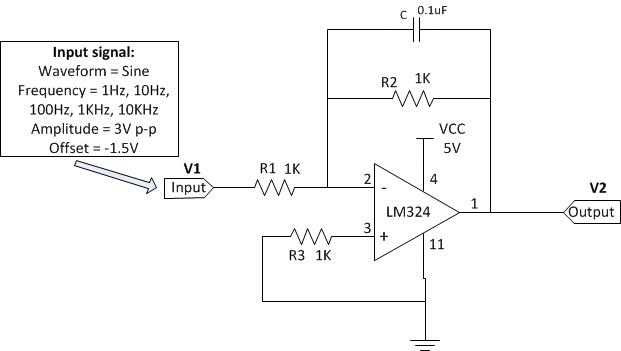 C 0.1uF
Input signal:
Waveform = Sine
Frequency = 1Hz, 10Hz,
100Hz, 1KHz, 10KHz
Amplitude = 3V p-p
Offset = -1.5V
R2 1K
VCC
5V
V1
Input
R1 1K
2
-
4
LM324
1
V2
Output
3
+
R3 1K
11